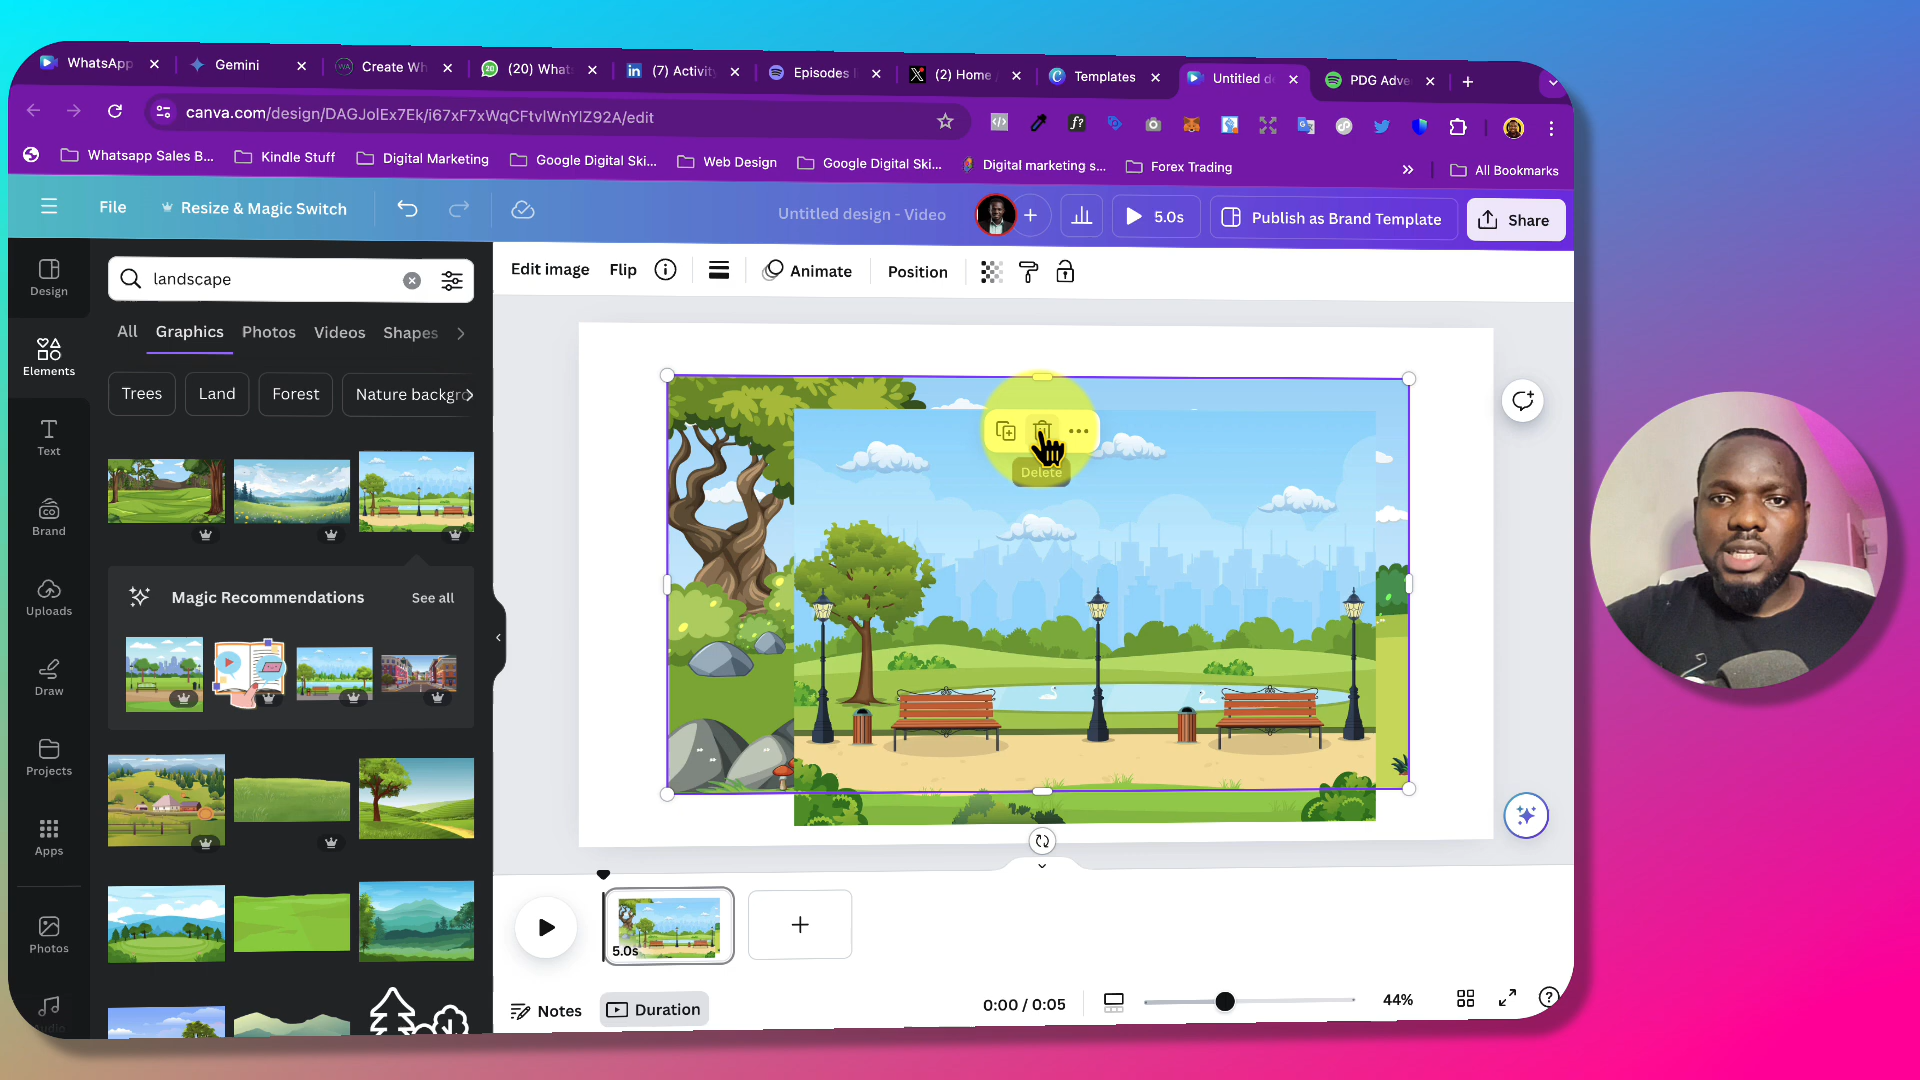 WhatsApp
Gemini
Create Wh
(20) What
(7) Activity
Episodes
(2) Home
Templates
Untitled d
PDG Adve
canva.com/design/DAGJolEx7Ek/i67xF7xWqCFtvIWnYIZ92A/edit
Whatsapp Sales B...
Kindle Stuff
Digital Marketing
Google Digital Ski...
Web Design
Google Digital Ski...
Digital marketing s...
Forex Trading
All Bookmarks
File
Resize & Magic Switch
Untitled design - Video
5.0s
Publish as Brand Template
Share
Design
Elements
Text
Brand
Uploads
Draw
Projects
Apps
Photos
Audio
landscape
All
Graphics
Photos
Videos
Shapes
Trees
Land
Forest
Nature backgro
Magic Recommendations
See all
Edit image
Flip
Animate
Position
Delete
5.0s
Notes
Duration
0:00 / 0:05
44%